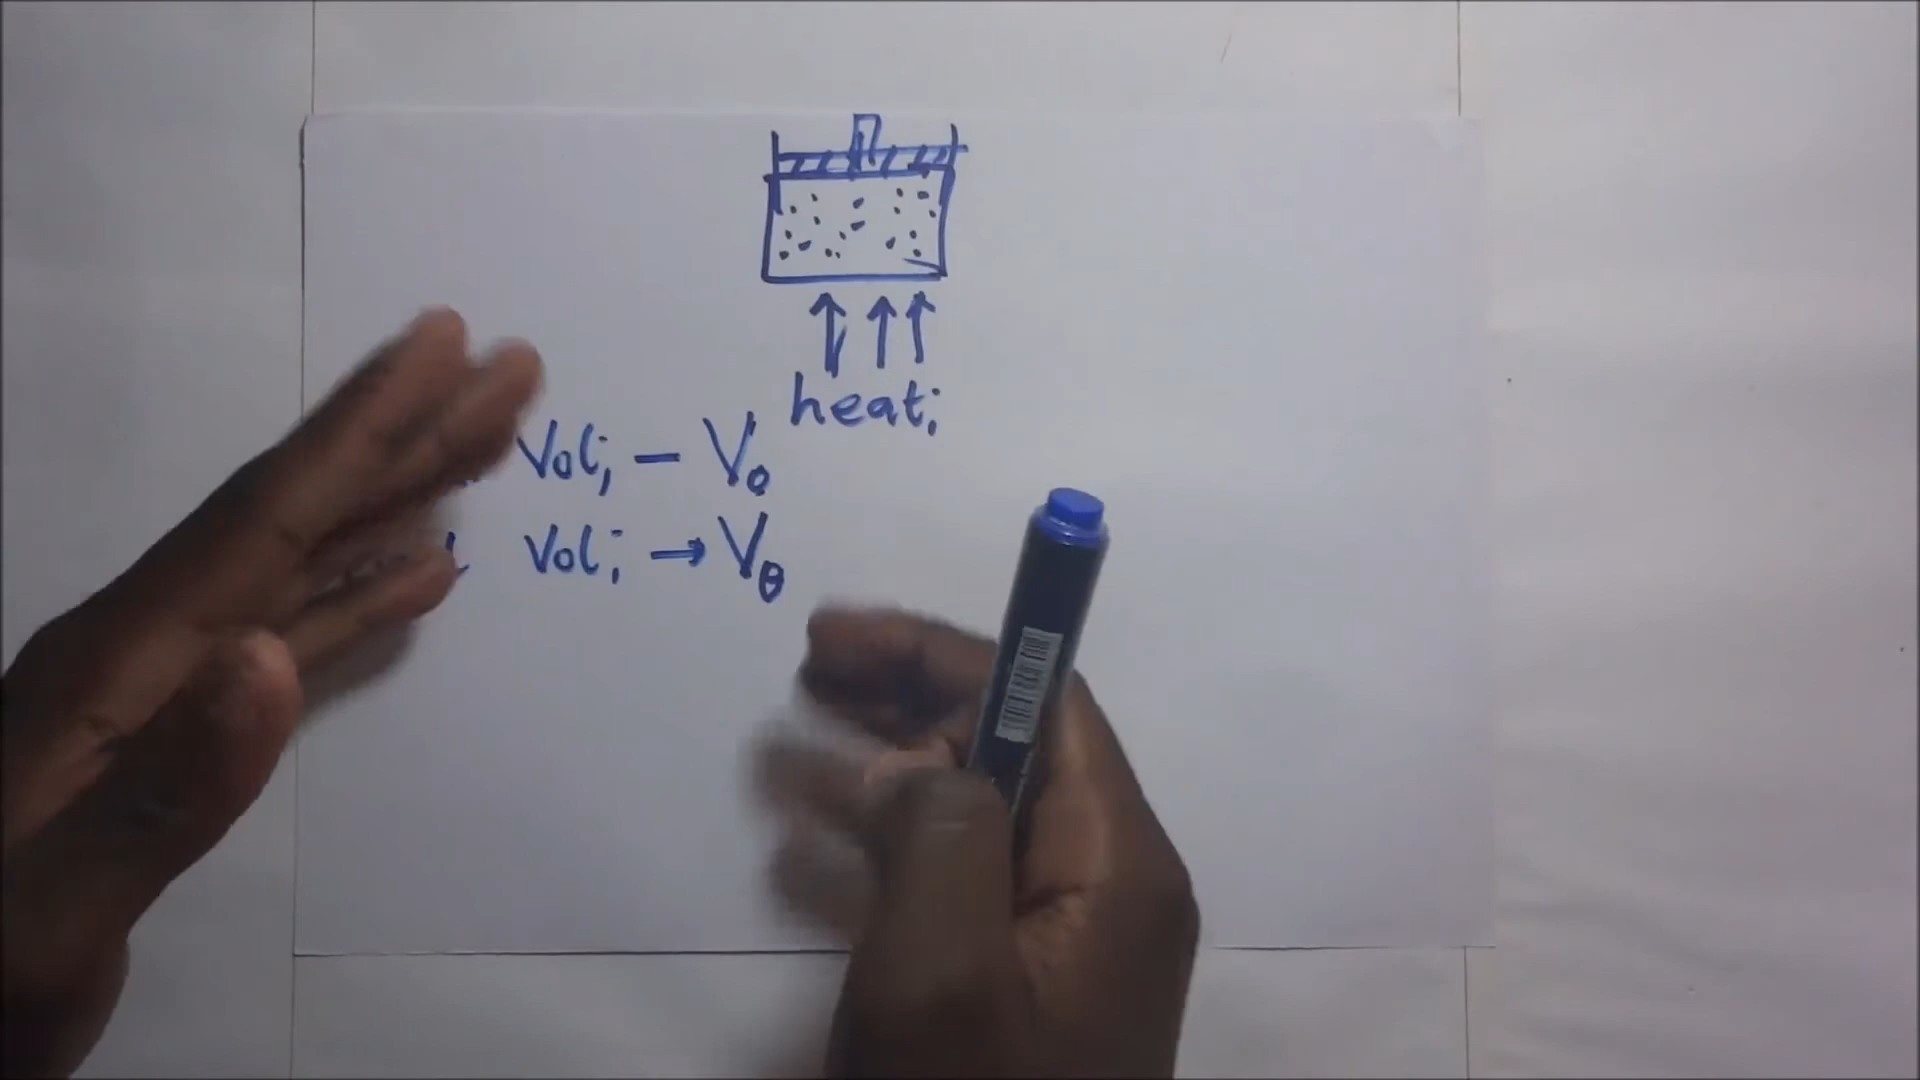 heat;
Vol; - V₀
Vol; → Vθ